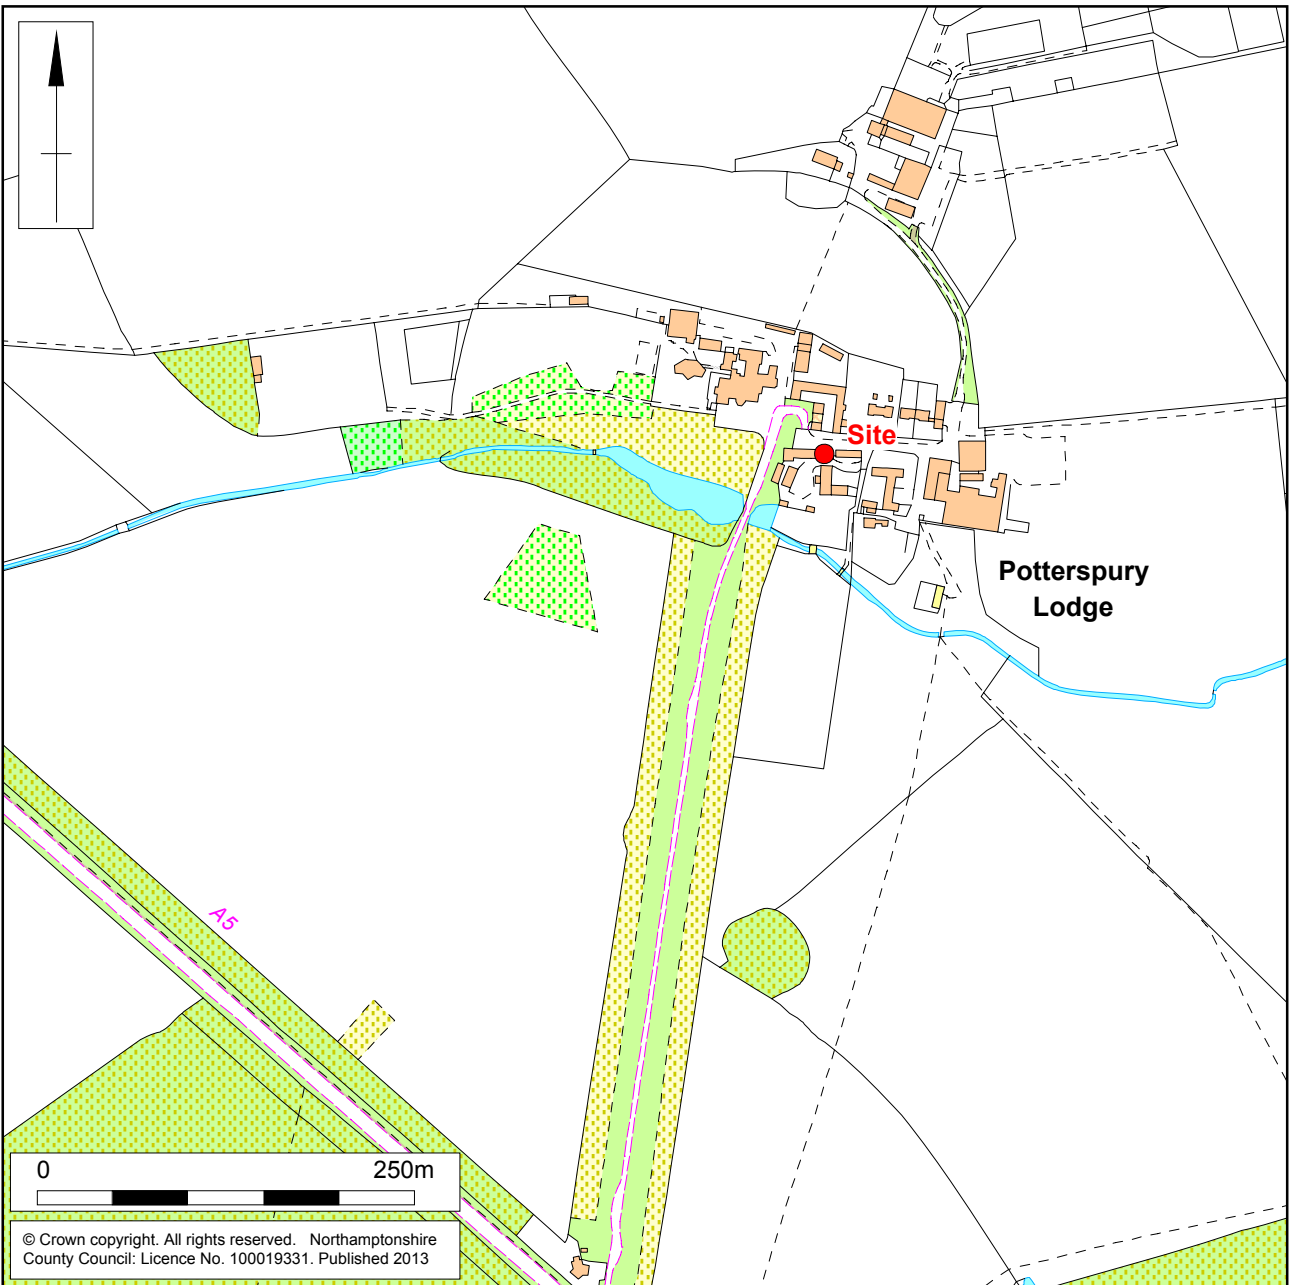 Site
Potterspury
Lodge
A5
0 250m
© Crown copyright. All rights reserved. Northamptonshire
County Council: Licence No. 100019331. Published 2013